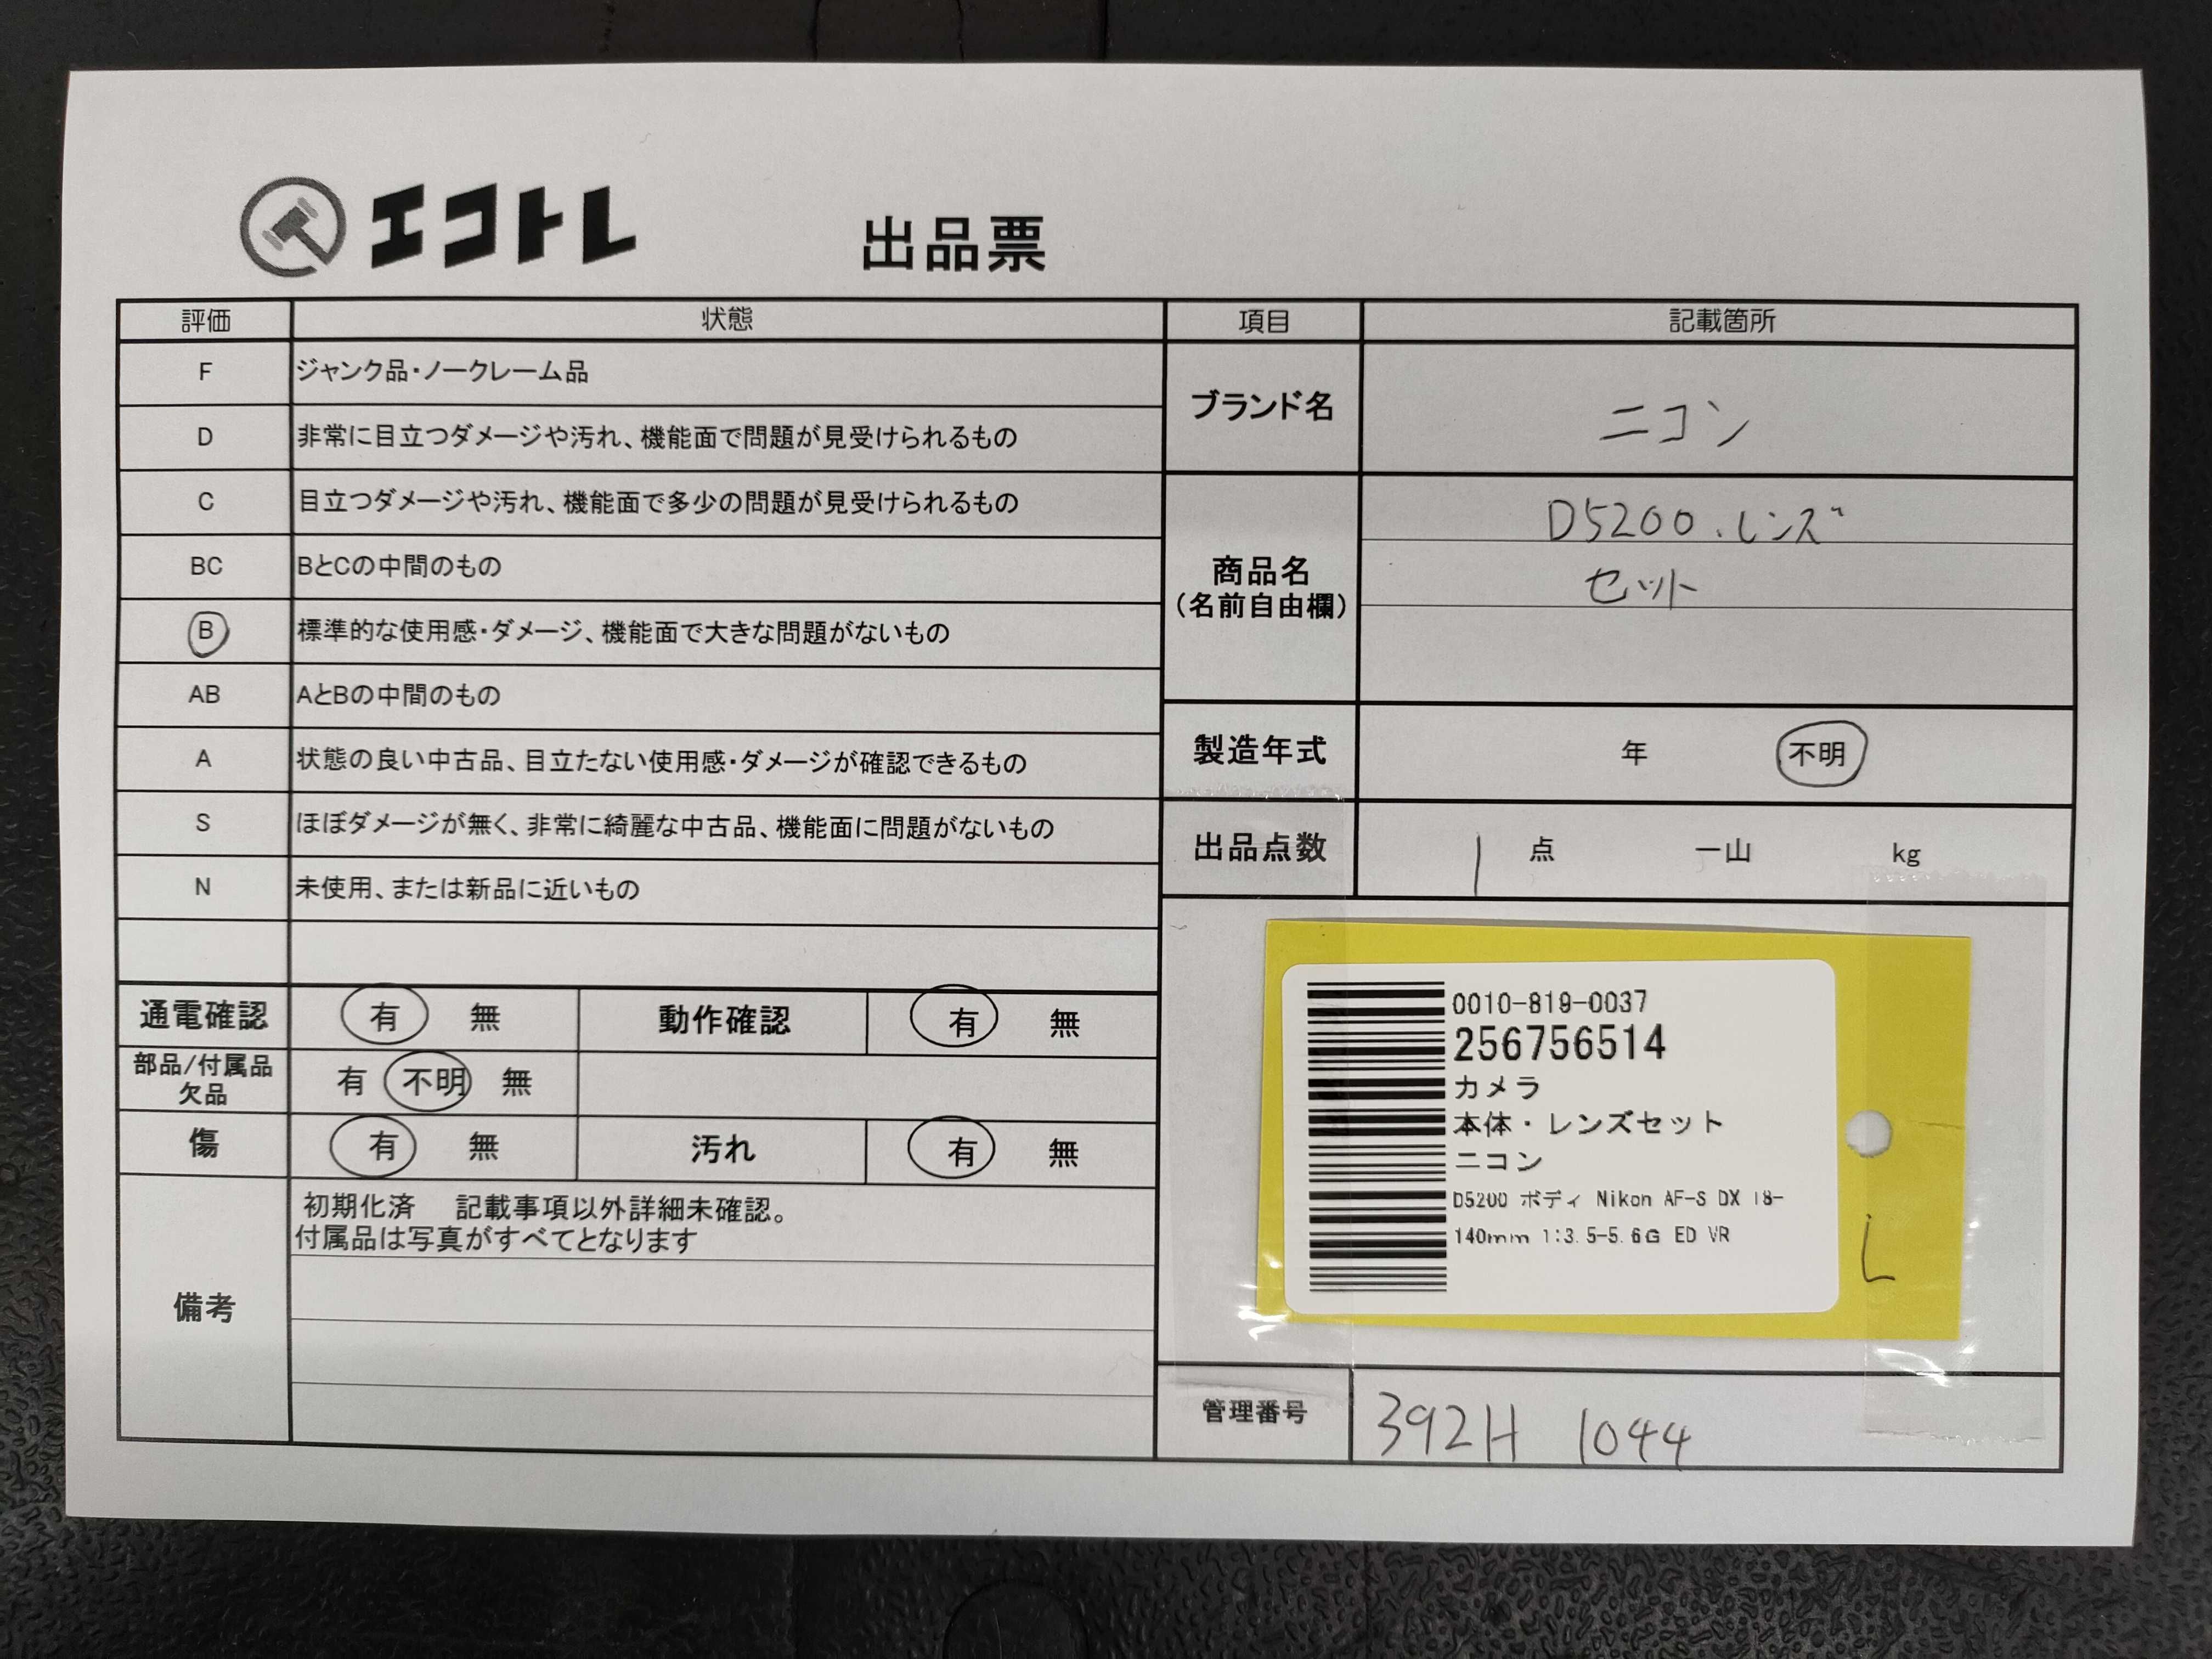 エコトレ
出品票
評価 状態
F ジャンク品・ノークレーム品
D 非常に目立つダメージや汚れ、機能面で問題が見受けられるもの
C 目立つダメージや汚れ、機能面で多少の問題が見受けられるもの
BC BとCの中間のもの
B 標準的な使用感・ダメージ、機能面で大きな問題がないもの
AB AとBの中間のもの
A 状態の良い中古品、目立たない使用感・ダメージが確認できるもの
S ほぼダメージが無く、非常に綺麗な中古品、機能面に問題がないもの
N 未使用、または新品に近いもの
通電確認 有 無 動作確認 有 無
部品/付属品
欠品
有 不明 無
傷 有 無 汚れ 有 無
備考
初期化済 記載事項以外詳細未確認。
付属品は写真がすべてとなります
項目 記載箇所
ブランド名 ニコン
商品名
(名前自由欄)
D5200.レンズ
セット
製造年式 年 不明
出品点数 1 点 一山 kg
0010-819-0037
256756514
カメラ
本体・レンズセット
ニコン
D5200 ボディ Nikon AF-S DX 18-
140mm 1:3.5-5.6G ED VR
L
管理番号 392H 1044